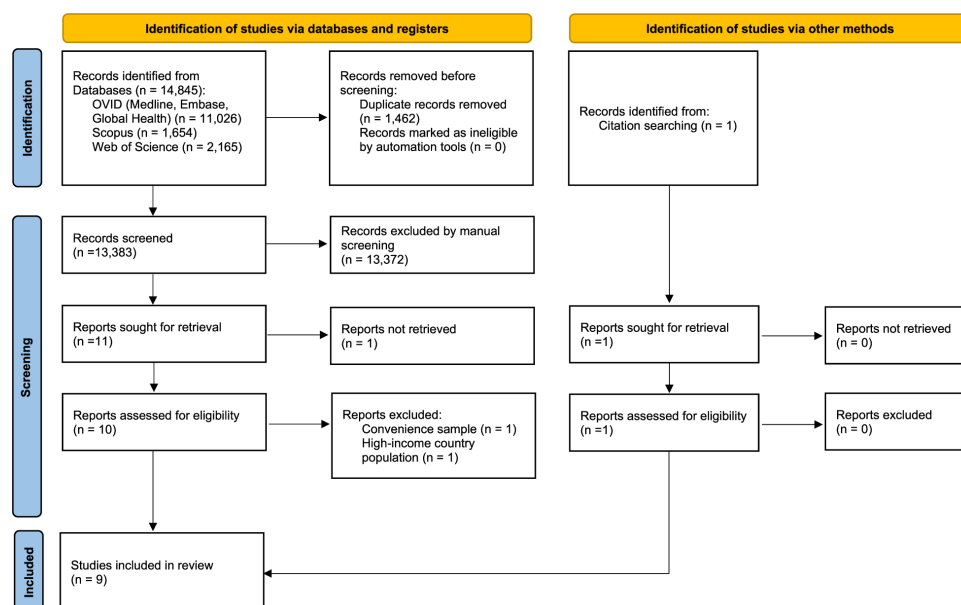 Identification of studies via databases and registers
Identification of studies via other methods
Identification
Records identified from
Databases (n = 14,845):
OVID (Medline, Embase,
Global Health) (n = 11,026)
Scopus (n = 1,654)
Web of Science (n = 2,165)
Records removed before
screening:
Duplicate records removed
(n = 1,462)
Records marked as ineligible
by automation tools (n = 0)
Records identified from:
Citation searching (n = 1)
Screening
Records screened
(n =13,383)
Records excluded by manual
screening
(n = 13,372)
Reports sought for retrieval
(n =11)
Reports not retrieved
(n = 1)
Reports sought for retrieval
(n =1)
Reports not retrieved
(n = 0)
Reports assessed for eligibility
(n = 10)
Reports excluded:
Convenience sample (n = 1)
High-income country
population (n = 1)
Reports assessed for eligibility
(n =1)
Reports excluded
(n = 0)
Included
Studies included in review
(n = 9)